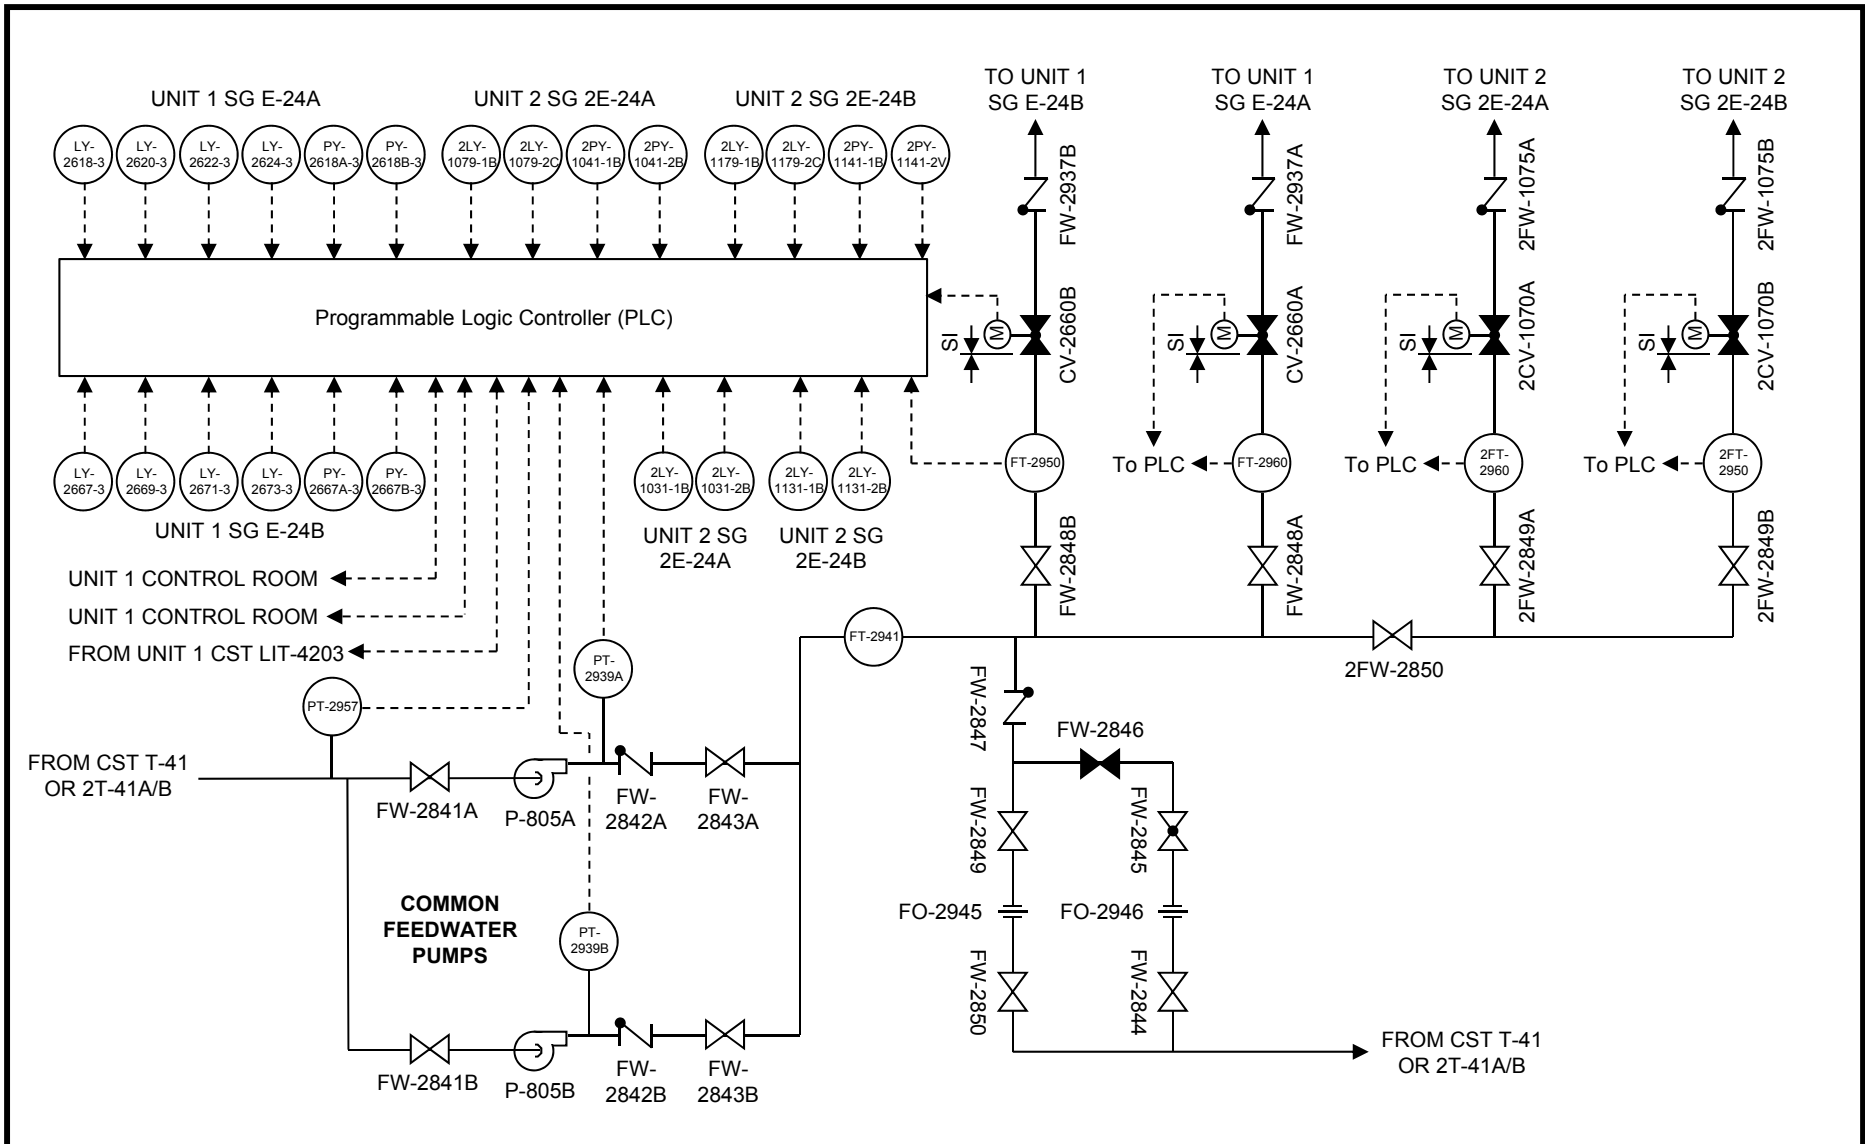 TO UNIT 1
SG E-24B
TO UNIT 1
SG E-24A
TO UNIT 2
SG 2E-24A
TO UNIT 2
SG 2E-24B
UNIT 1 SG E-24A
UNIT 2 SG 2E-24A
UNIT 2 SG 2E-24B
LY-
2618-3
LY-
2620-3
LY-
2622-3
LY-
2624-3
PY-
2618A-3
PY-
2618B-3
2LY-
1079-1B
2LY-
1079-2C
2PY-
1041-1B
2PY-
1041-2B
2LY-
1179-1B
2LY-
1179-2C
2PY-
1141-1B
2PY-
1141-2V
FW-2937B
FW-2937A
2FW-1075A
2FW-1075B
Programmable Logic Controller (PLC)
SI
M
CV-2660B
SI
M
CV-2660A
SI
M
2CV-1070A
SI
M
2CV-1070B
LY-
2667-3
LY-
2669-3
LY-
2671-3
LY-
2673-3
PY-
2667A-3
PY-
2667B-3
2LY-
1031-1B
2LY-
1031-2B
2LY-
1131-1B
2LY-
1131-2B
FT-2950
To PLC
FT-2960
To PLC
2FT-
2960
To PLC
2FT-
2950
UNIT 1 SG E-24B
UNIT 2 SG
2E-24A
UNIT 2 SG
2E-24B
FW-2848B
FW-2848A
2FW-2849A
2FW-2849B
UNIT 1 CONTROL ROOM
UNIT 1 CONTROL ROOM
FROM UNIT 1 CST LIT-4203
PT-2957
PT-
2939A
FT-2941
2FW-2850
FW-2847
FW-2846
FROM CST T-41
OR 2T-41A/B
FW-2841A
P-805A
FW-
2842A
FW-
2843A
FW-2849
FW-2845
COMMON
FEEDWATER
PUMPS
PT-
2939B
FO-2945
FO-2946
FW-2850
FW-2844
FW-2841B
P-805B
FW-
2842B
FW-
2843B
FROM CST T-41
OR 2T-41A/B